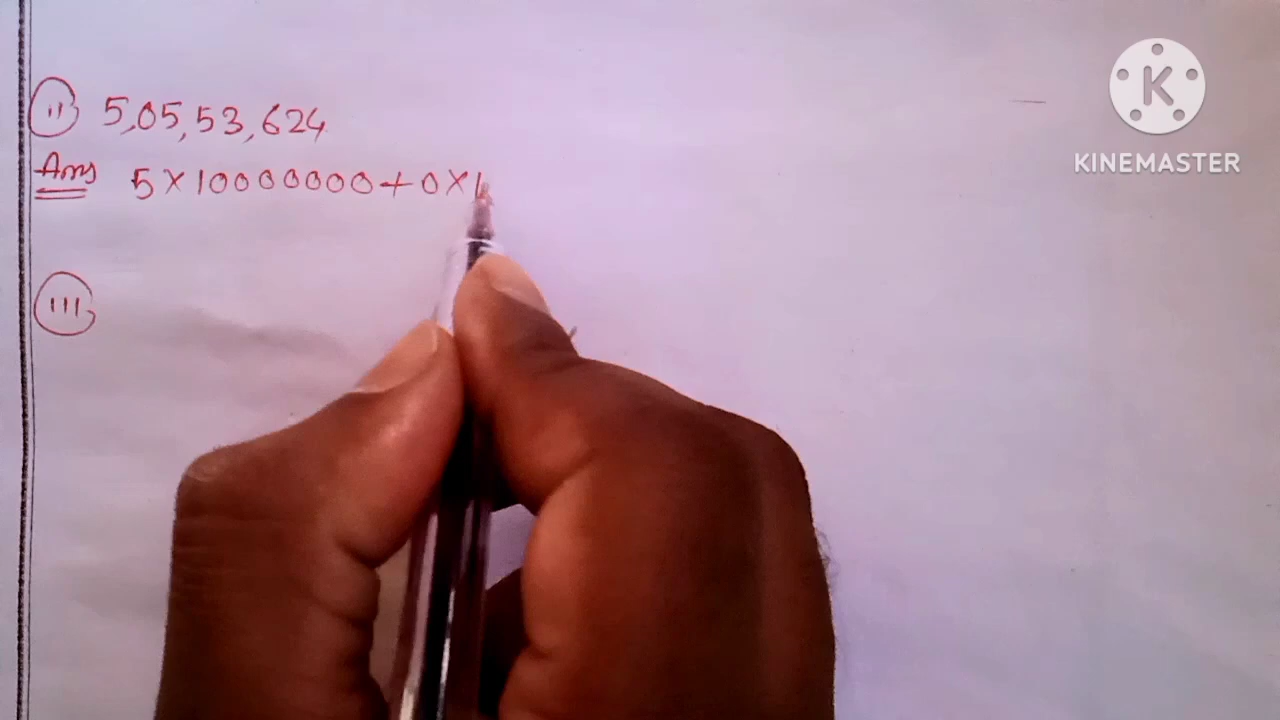 (ii) 5,05,53,624
Ans 5×10000000+0×1
(iii)
K
KINEMASTER